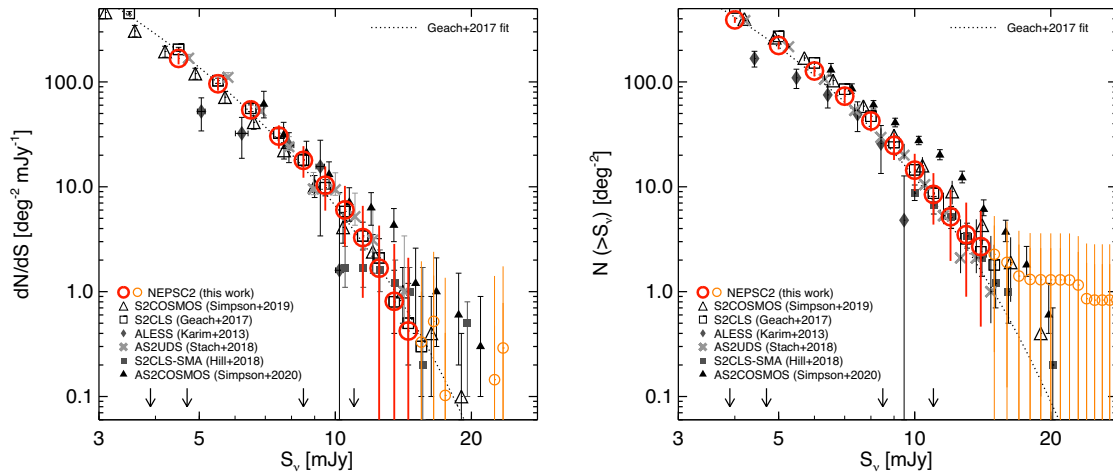 Geach+2017 fit
dN/dS [deg⁻² mJy⁻¹]
100.0
10.0
1.0
0.1
NEPSC2 (this work)
S2COSMOS (Simpson+2019)
S2CLS (Geach+2017)
ALESS (Karim+2013)
AS2UDS (Stach+2018)
S2CLS-SMA (Hill+2018)
AS2COSMOS (Simpson+2020)
3 5 10 20
Sν [mJy]
Geach+2017 fit
N (>Sν) [deg⁻²]
100.0
10.0
1.0
0.1
NEPSC2 (this work)
S2COSMOS (Simpson+2019)
S2CLS (Geach+2017)
ALESS (Karim+2013)
AS2UDS (Stach+2018)
S2CLS-SMA (Hill+2018)
AS2COSMOS (Simpson+2020)
3 5 10 20
Sν [mJy]